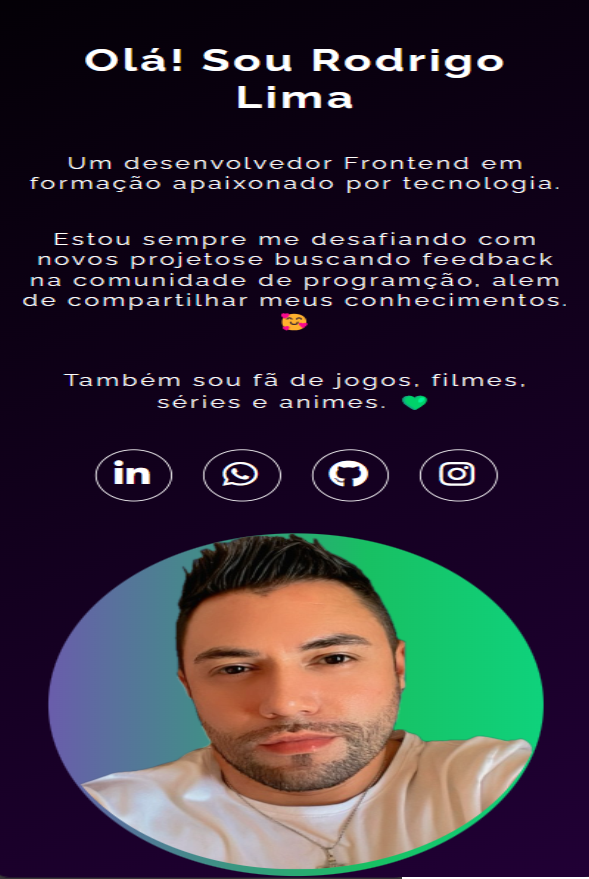 Olá! Sou Rodrigo
Lima
Um desenvolvedor Frontend em
formação apaixonado por tecnologia.
Estou sempre me desafiando com
novos projetose buscando feedback
na comunidade de programção, alem
de compartilhar meus conhecimentos.
🥰
Também sou fã de jogos, filmes,
séries e animes. 💚
in